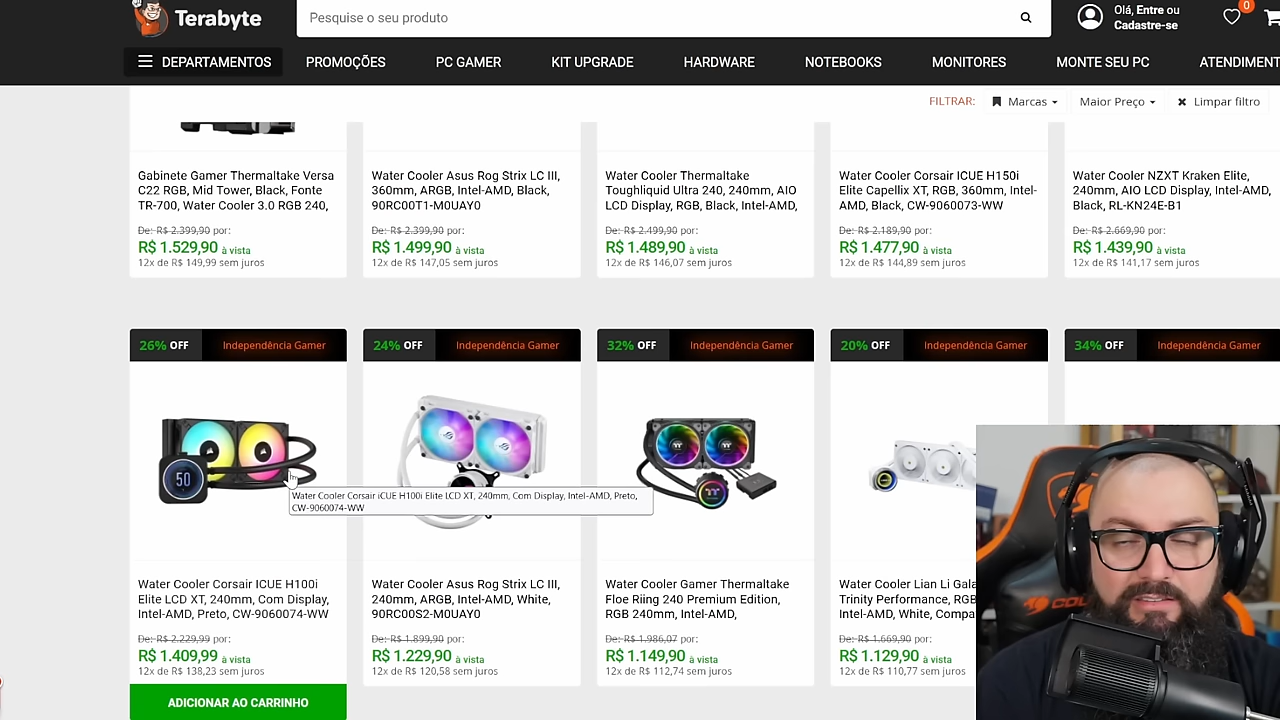 Terabyte
Pesquise o seu produto
Olá, Entre ou
Cadastre-se
0
DEPARTAMENTOS
PROMOÇÕES
PC GAMER
KIT UPGRADE
HARDWARE
NOTEBOOKS
MONITORES
MONTE SEU PC
ATENDIMENT
FILTRAR:
Marcas
Maior Preço
Limpar filtro
Gabinete Gamer Thermaltake Versa
C22 RGB, Mid Tower, Black, Fonte
TR-700, Water Cooler 3.0 RGB 240,
De: R$ 2.399,90 por:
R$ 1.529,90 à vista
12x de R$ 149,99 sem juros
Water Cooler Asus Rog Strix LC III,
360mm, ARGB, Intel-AMD, Black,
90RC00T1-M0UAY0
De: R$ 2.399,90 por:
R$ 1.499,90 à vista
12x de R$ 147,05 sem juros
Water Cooler Thermaltake
Toughliquid Ultra 240, 240mm, AIO
LCD Display, RGB, Black, Intel-AMD,
De: R$ 2.499,90 por:
R$ 1.489,90 à vista
12x de R$ 146,07 sem juros
Water Cooler Corsair ICUE H150i
Elite Capellix XT, RGB, 360mm, Intel-
AMD, Black, CW-9060073-WW
De: R$ 2.189,90 por:
R$ 1.477,90 à vista
12x de R$ 144,89 sem juros
Water Cooler NZXT Kraken Elite,
240mm, AIO LCD Display, Intel-AMD,
Black, RL-KN24E-B1
De: R$ 2.669,90 por:
R$ 1.439,90 à vista
12x de R$ 141,17 sem juros
26% OFF
Independência Gamer
24% OFF
Independência Gamer
32% OFF
Independência Gamer
20% OFF
Independência Gamer
34% OFF
Independência Gamer
50
Water Cooler Corsair iCUE H100i Elite LCD XT, 240mm, Com Display, Intel-AMD, Preto,
CW-9060074-WW
Water Cooler Corsair ICUE H100i
Elite LCD XT, 240mm, Com Display,
Intel-AMD, Preto, CW-9060074-WW
De: R$ 2.229,99 por:
R$ 1.409,99 à vista
12x de R$ 138,23 sem juros
ADICIONAR AO CARRINHO
Water Cooler Asus Rog Strix LC III,
240mm, ARGB, Intel-AMD, White,
90RC00S2-M0UAY0
De: R$ 1.899,90 por:
R$ 1.229,90 à vista
12x de R$ 120,58 sem juros
Water Cooler Gamer Thermaltake
Floe Riing 240 Premium Edition,
RGB 240mm, Intel-AMD,
De: R$ 1.986,07 por:
R$ 1.149,90 à vista
12x de R$ 112,74 sem juros
Water Cooler Lian Li Gala
Trinity Performance, RGB
Intel-AMD, White, Compa
De: R$ 1.669,90 por:
R$ 1.129,90 à vista
12x de R$ 110,77 sem juros
COU